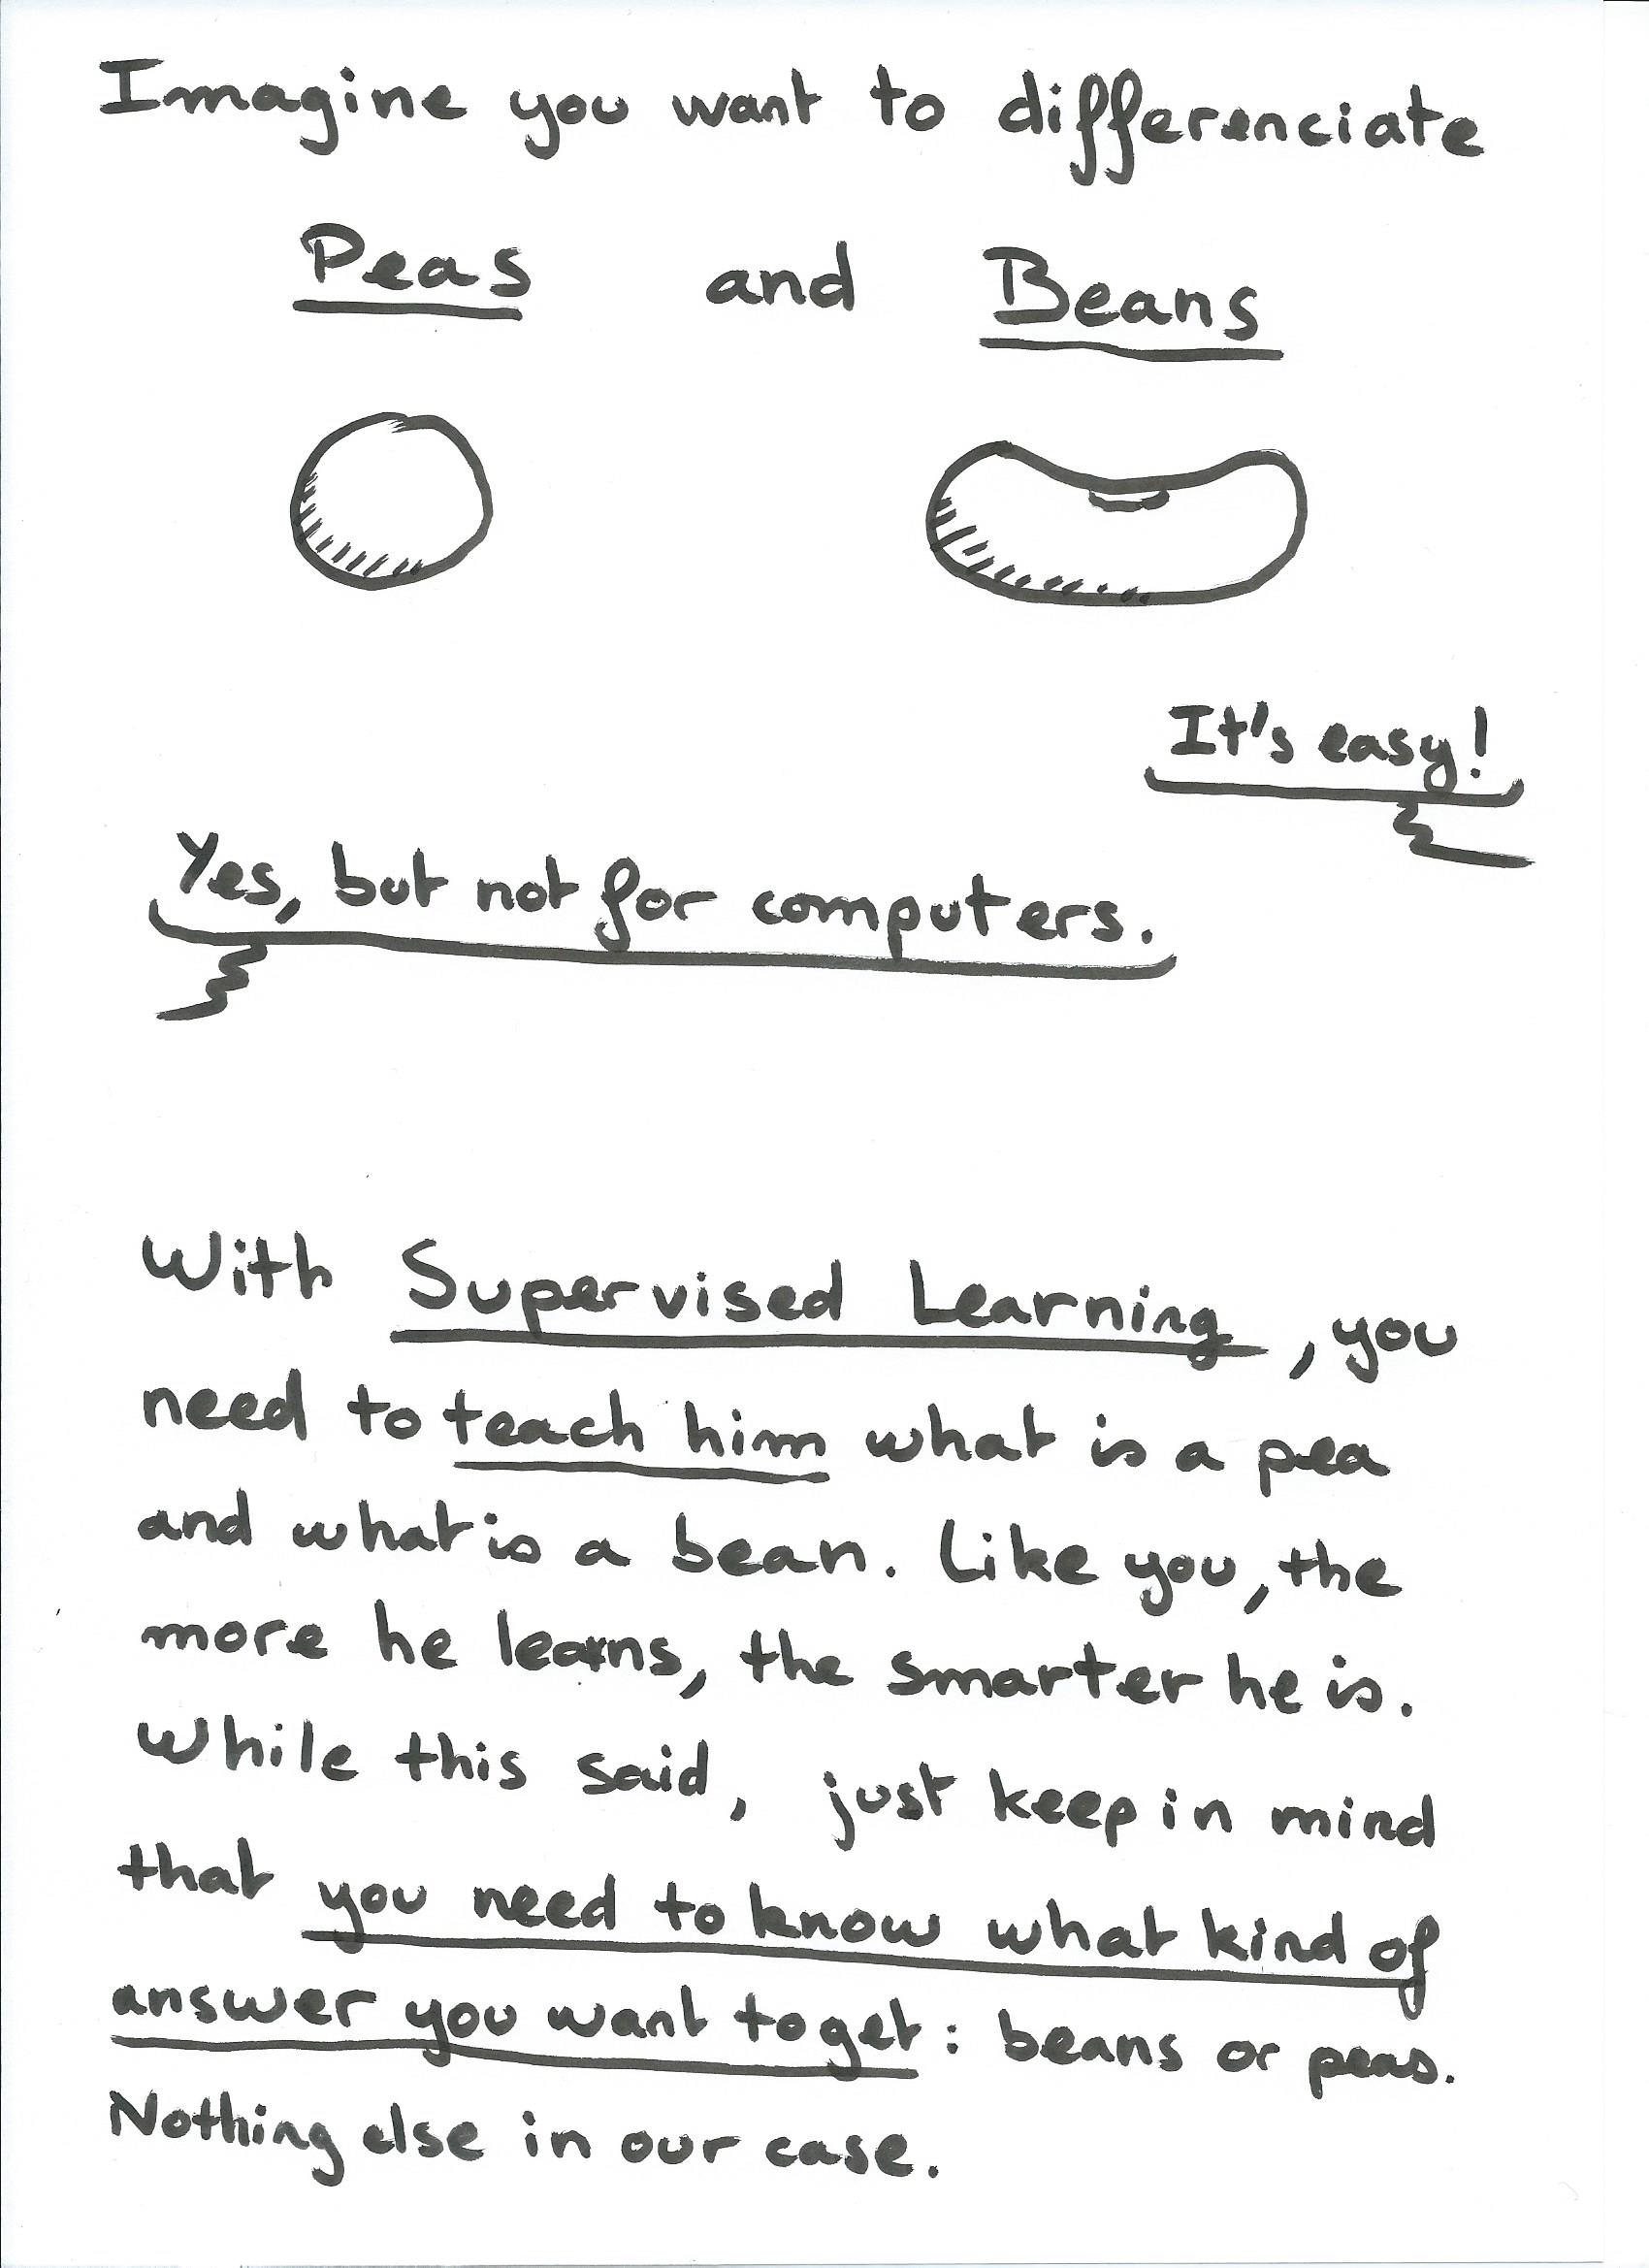 Imagine you want to differenciate
Peas and Beans
It's easy!
Yes, but not for computers.
With Supervised Learning, you
need to teach him what is a pea
and what is a bean. Like you, the
more he learns, the smarter he is.
While this said, just keep in mind
that you need to know what kind of
answer you want to get: beans or peas.
Nothing else in our case.